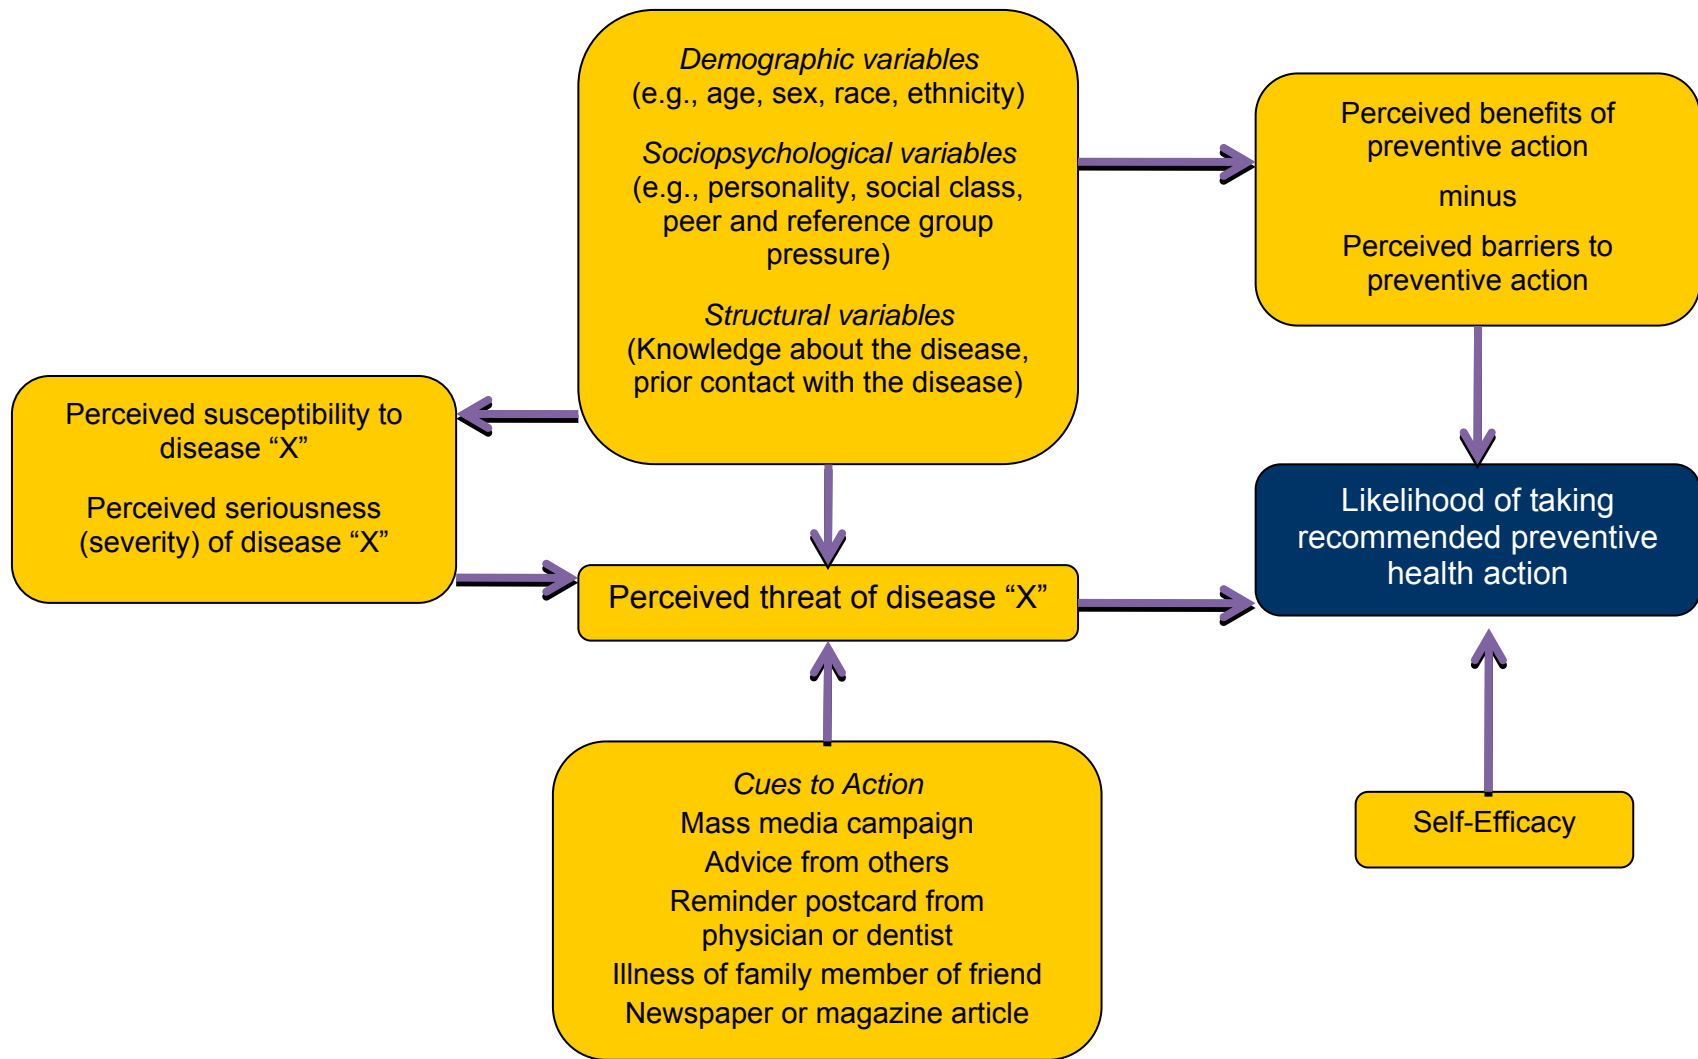 Demographic variables
(e.g., age, sex, race, ethnicity)
Sociopsychological variables
(e.g., personality, social class,
peer and reference group
pressure)
Structural variables
(Knowledge about the disease,
prior contact with the disease)
Perceived benefits of
preventive action
minus
Perceived barriers to
preventive action
Perceived susceptibility to
disease “X”
Perceived seriousness
(severity) of disease “X”
Perceived threat of disease “X”
Likelihood of taking
recommended preventive
health action
Cues to Action
Mass media campaign
Advice from others
Reminder postcard from
physician or dentist
Illness of family member of friend
Newspaper or magazine article
Self-Efficacy